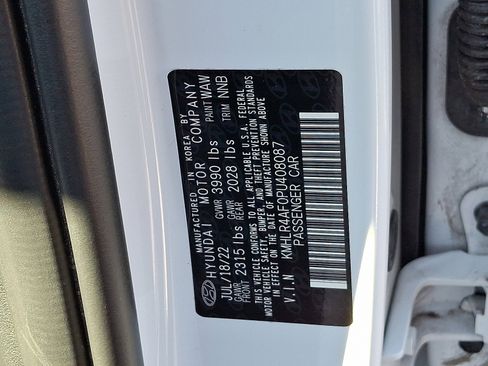 MANUFACTURED IN KOREA BY
HYUNDAI MOTOR COMPANY
JUL/18/22 GVWR 3990 lbs PAINT WAW
GAWR FRONT 2315 lbs GAWR REAR 2028 lbs TRIM NNB
THIS VEHICLE CONFORMS TO ALL APPLICABLE U.S.A. FEDERAL
MOTOR VEHICLE SAFETY, BUMPER, AND THEFT PREVENTION STANDARDS
IN EFFECT ON THE DATE OF MANUFACTURE SHOWN ABOVE
V.I.N KMHLR4AF0PU408087
PASSENGER CAR